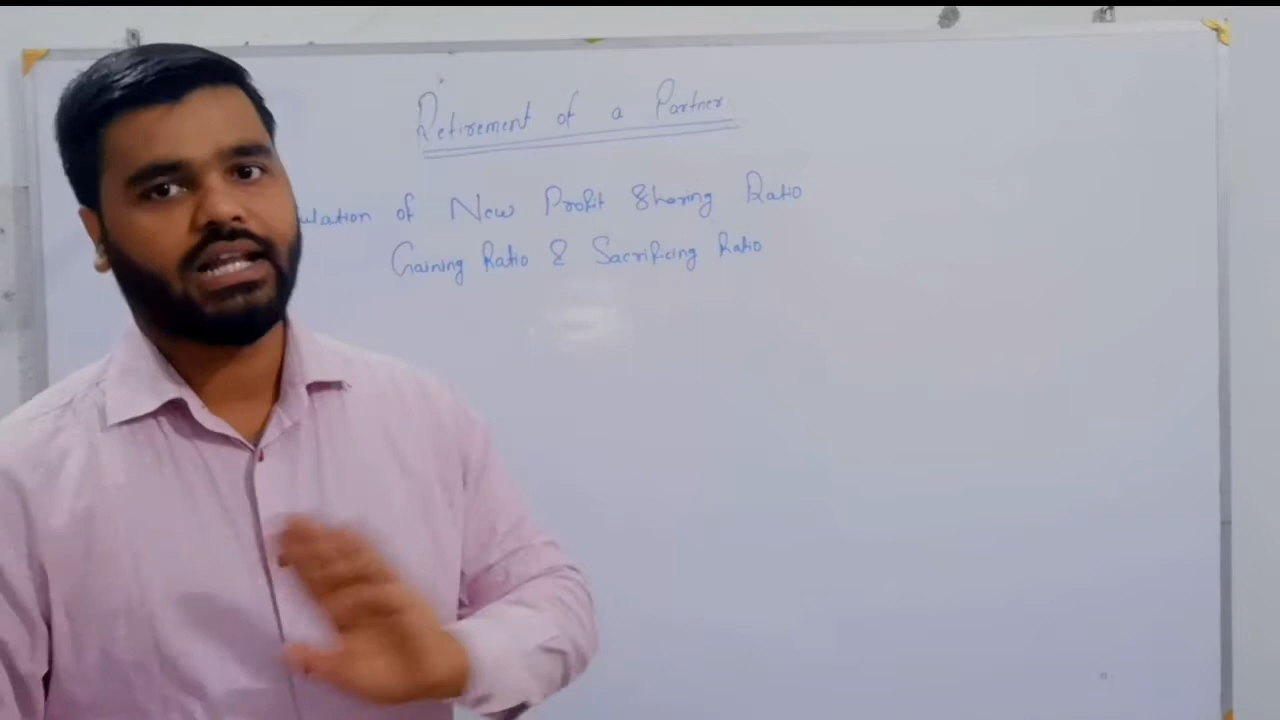 Retirement of a Partner
ulation of New Profit Sharing Ratio
Gaining Ratio & Sacrificing Ratio